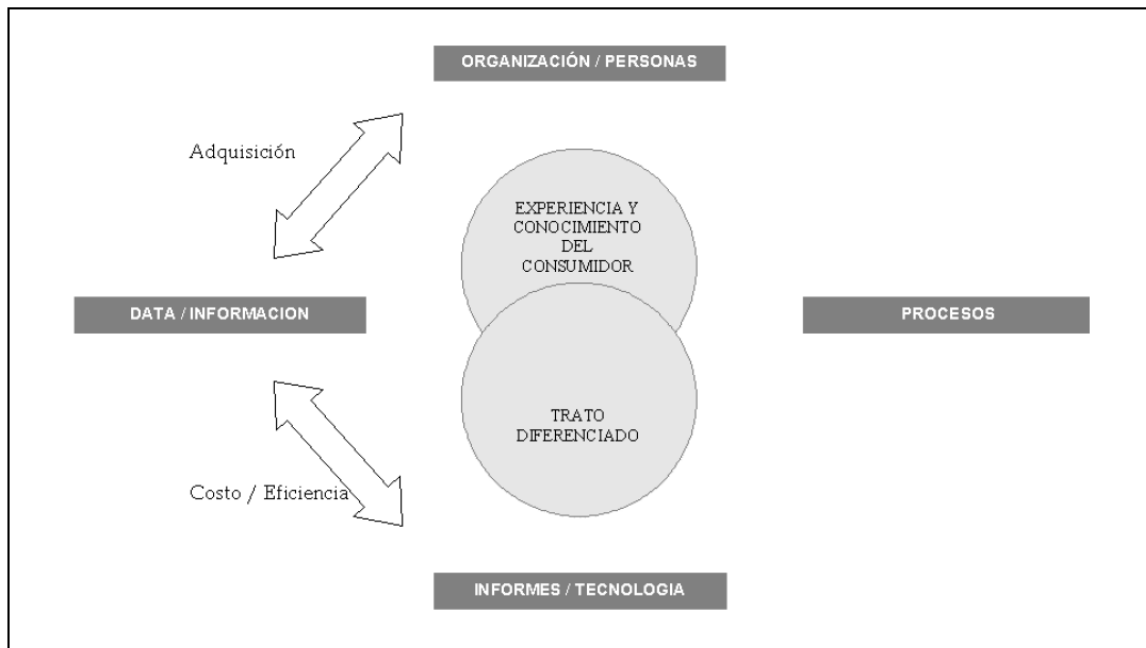 ORGANIZACIÓN / PERSONAS
Adquisición
EXPERIENCIA Y
CONOCIMIENTO
DEL
CONSUMIDOR
DATA / INFORMACION
PROCESOS
TRATO
DIFERENCIADO
Costo / Eficiencia
INFORMES / TECNOLOGIA